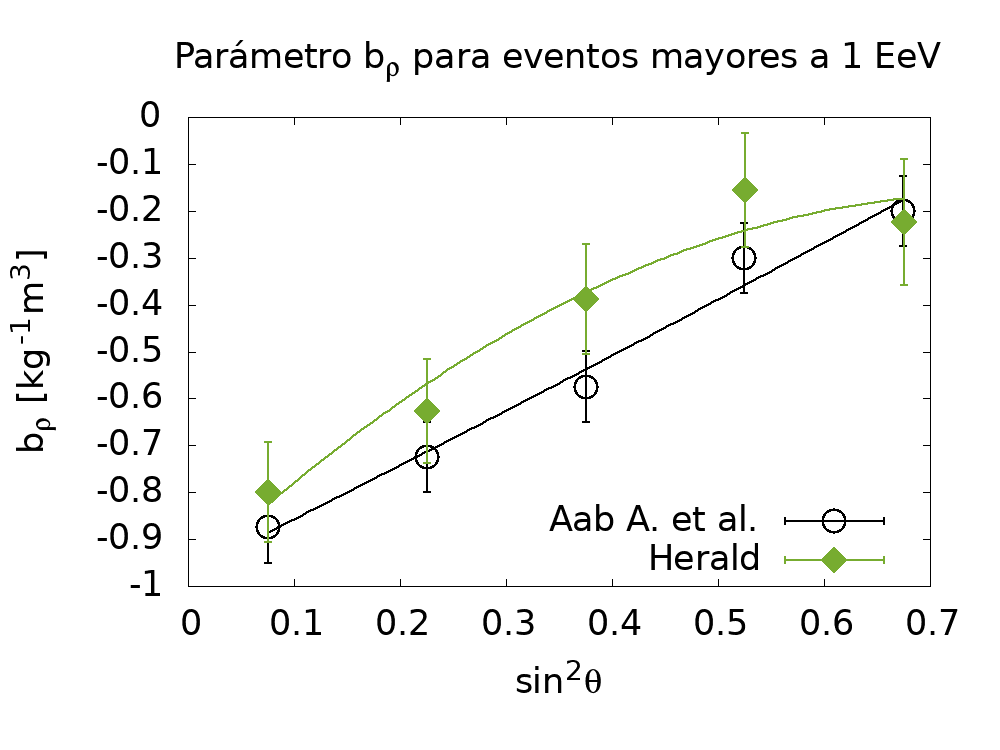 Parámetro bρ para eventos mayores a 1 EeV
0
-0.1
-0.2
-0.3
-0.4
-0.5
-0.6
-0.7
-0.8
-0.9
-1
bρ [kg-1m3]
Aab A. et al.
Herald
0 0.1 0.2 0.3 0.4 0.5 0.6 0.7
sin2θ